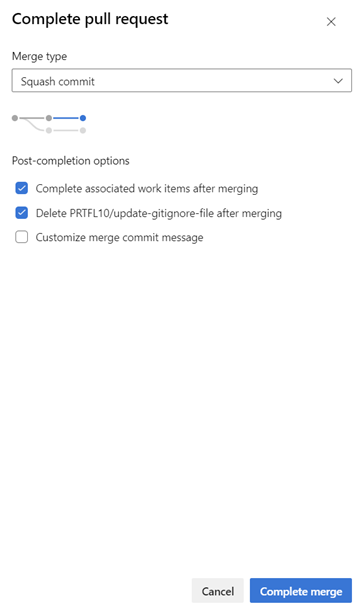 Complete pull request
Merge type
Squash commit
Post-completion options
Complete associated work items after merging
Delete PRTFL10/update-gitignore-file after merging
Customize merge commit message
Cancel
Complete merge